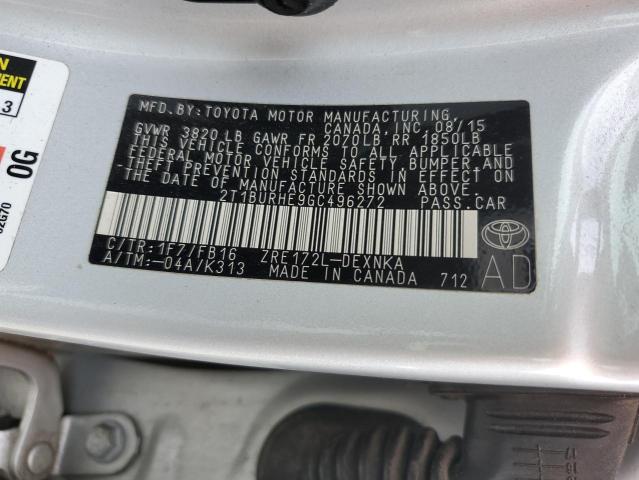 MFD.BY:TOYOTA MOTOR MANUFACTURING,
CANADA, INC 08/15
GVWR 3820LB GAWR FR 2070LB RR 1850LB
THIS VEHICLE CONFORMS TO ALL APPLICABLE
FEDERAL MOTOR VEHICLE SAFETY, BUMPER, AND
THEFT PREVENTION STANDARDS IN EFFECT ON
THE DATE OF MANUFACTURE SHOWN ABOVE.
2T1BURHE9GC496272 PASS.CAR
C/TR:1F7/FB16 ZRE172L-DEXNKA
A/TM:-04A/K313 MADE IN CANADA 712
AD
3
OG